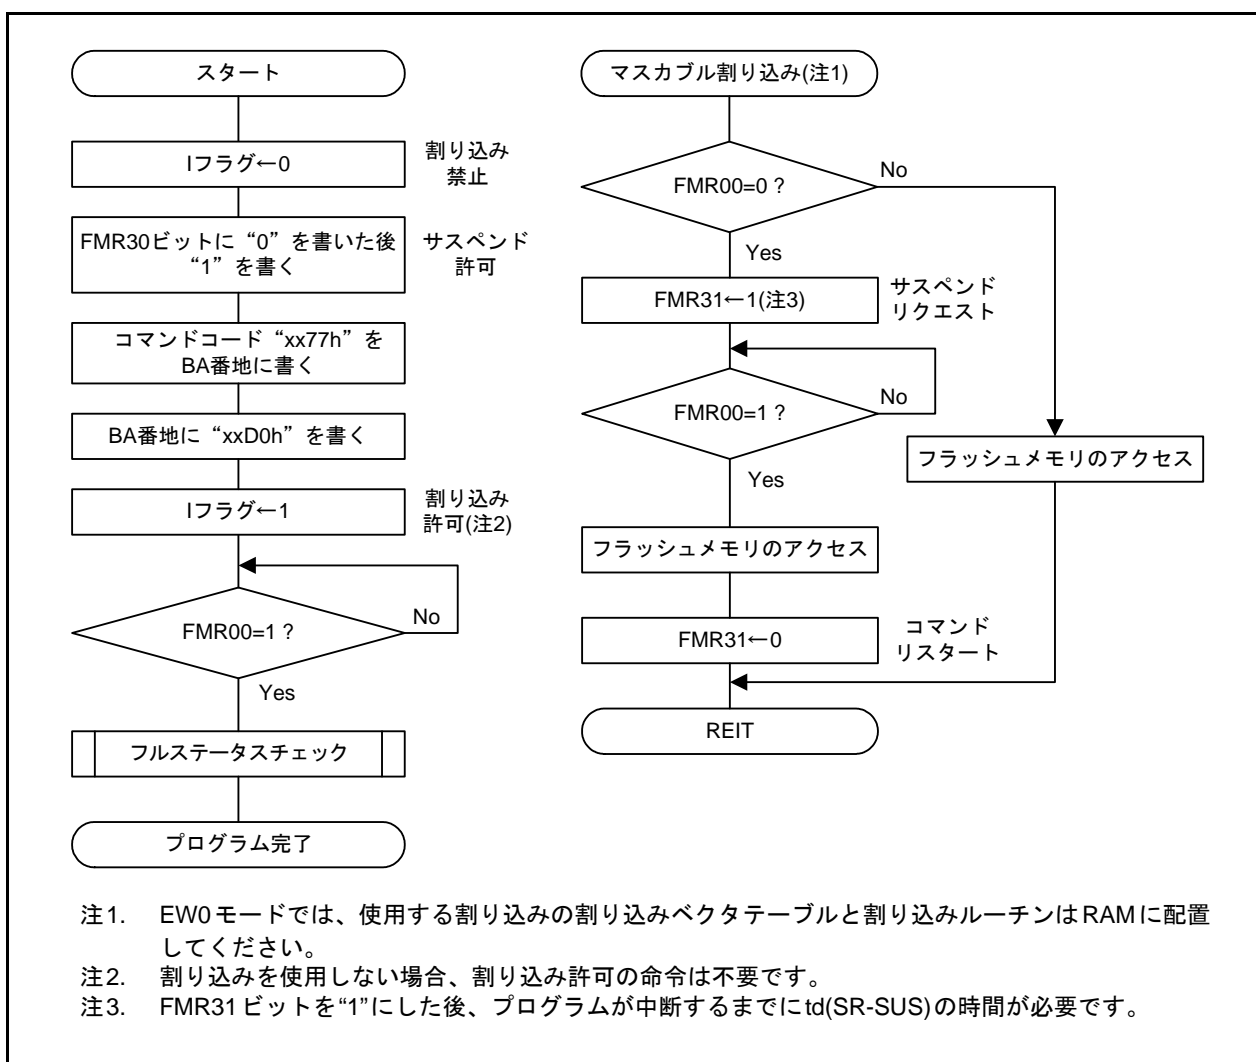 スタート
Iフラグ←0
割り込み
禁止
FMR30ビットに“0”を書いた後
“1”を書く
サスペンド
許可
コマンドコード“xx77h”を
BA番地に書く
BA番地に“xxD0h”を書く
Iフラグ←1
割り込み
許可(注2)
FMR00=1 ?
No
Yes
フルステータスチェック
プログラム完了
マスカブル割り込み(注1)
FMR00=0 ?
No
Yes
FMR31←1(注3)
サスペンド
リクエスト
FMR00=1 ?
No
Yes
フラッシュメモリのアクセス
フラッシュメモリのアクセス
FMR31←0
コマンド
リスタート
REIT
注1. EW0モードでは、使用する割り込みの割り込みベクタテーブルと割り込みルーチンはRAMに配置
してください。
注2. 割り込みを使用しない場合、割り込み許可の命令は不要です。
注3. FMR31ビットを“1”にした後、プログラムが中断するまでにtd(SR-SUS)の時間が必要です。